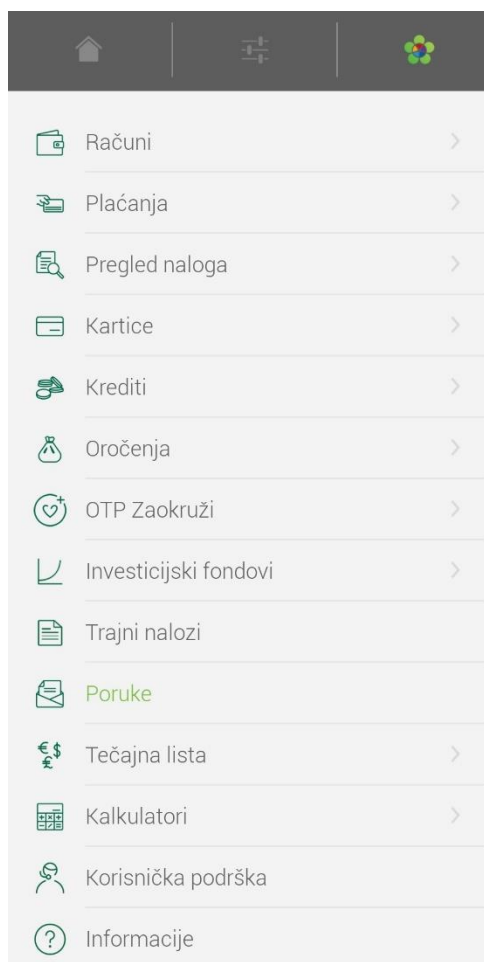 Računi
Plaćanja
Pregled naloga
Kartice
Krediti
Oročenja
OTP Zaokruži
Investicijski fondovi
Trajni nalozi
Poruke
Tečajna lista
Kalkulatori
Korisnička podrška
Informacije